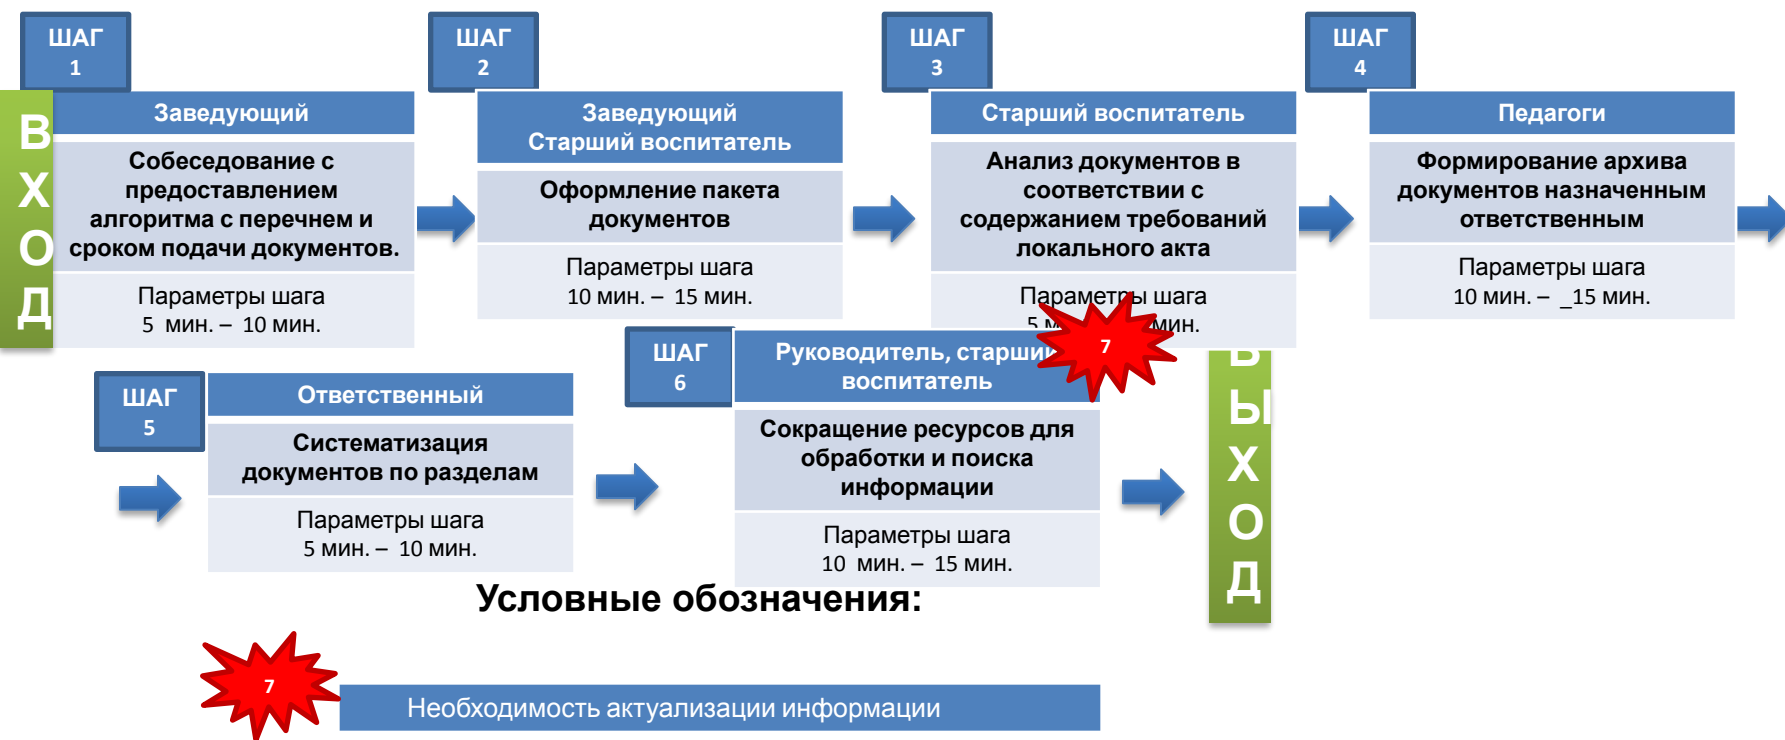 ШАГ
1
ШАГ
2
ШАГ
3
ШАГ
4
ВХОД
Заведующий
Собеседование с
предоставлением
алгоритма с перечнем и
сроком подачи документов.
Параметры шага
5 мин. – 10 мин.
Заведующий
Старший воспитатель
Оформление пакета
документов
Параметры шага
10 мин. – 15 мин.
Старший воспитатель
Анализ документов в
соответствии с
содержанием требований
локального акта
Параметры шага
5 мин.
Педагоги
Формирование архива
документов назначенным
ответственным
Параметры шага
10 мин. – _15 мин.
ШАГ
5
Ответственный
Систематизация
документов по разделам
Параметры шага
5 мин. – 10 мин.
ШАГ
6
Руководитель, старший
воспитатель
7
Сокращение ресурсов для
обработки и поиска
информации
Параметры шага
10 мин. – 15 мин.
ВЫХОД
Условные обозначения:
7
Необходимость актуализации информации